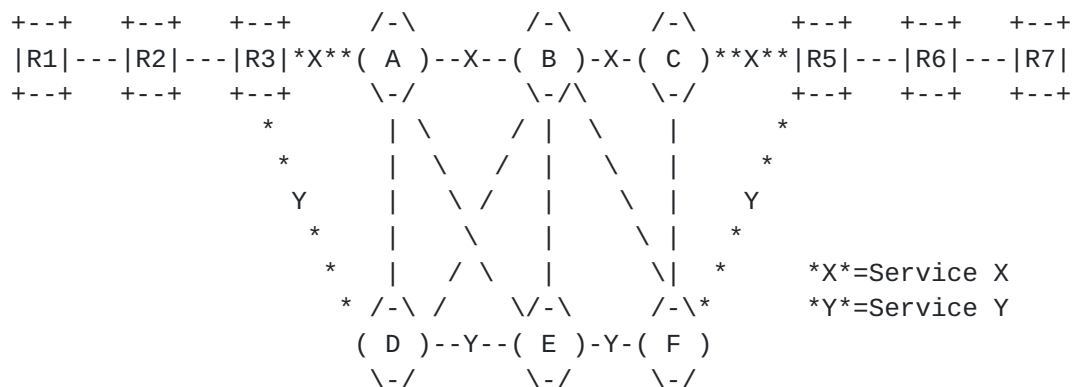 +--+   +--+   +--+       /-\         /-\       /-\        +--+   +--+   +--+
|R1|---|R2|---|R3|*X**( A )--X--( B )-X-( C )**X**|R5|---|R6|---|R7|
+--+   +--+   +--+       \-/         \-/\      \-/        +--+   +--+   +--+
*       | \     / |  \    |      *
*      |  \   /  |   \   |     *
Y     |   \ /   |    \  |    Y
*    |    \    |     \ |   *
*   |   / \   |      \|  *     *X*=Service X
* /-\ /     \/-\      /-\*      *Y*=Service Y
( D )--Y--( E )-Y-( F )
\-/       \-/     \-/